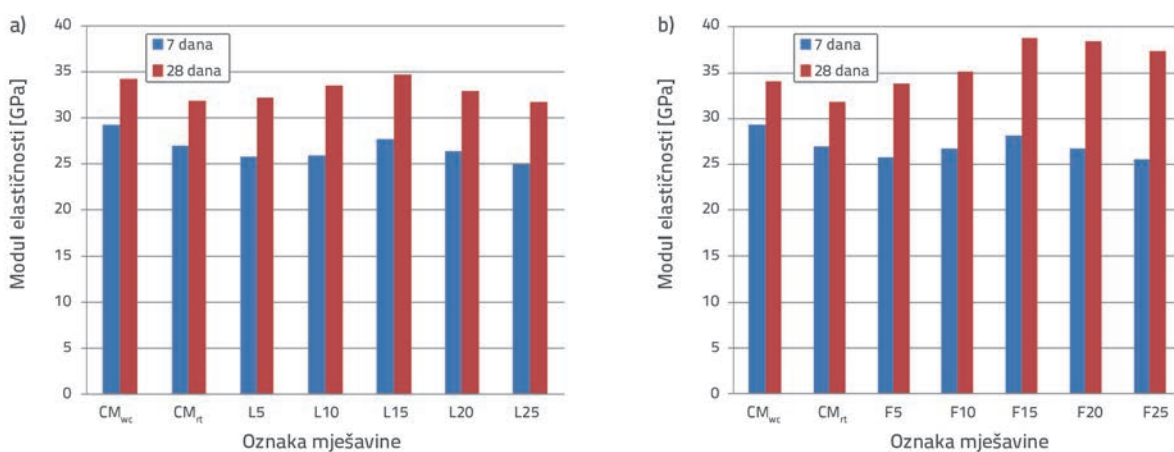 a)
Modul elastičnosti [GPa]
40
35
30
25
20
15
10
5
0
7 dana
28 dana
CMwc CMrt L5 L10 L15 L20 L25
Oznaka mješavine
b)
Modul elastičnosti [GPa]
40
35
30
25
20
15
10
5
0
7 dana
28 dana
CMwc CMrt F5 F10 F15 F20 F25
Oznaka mješavine